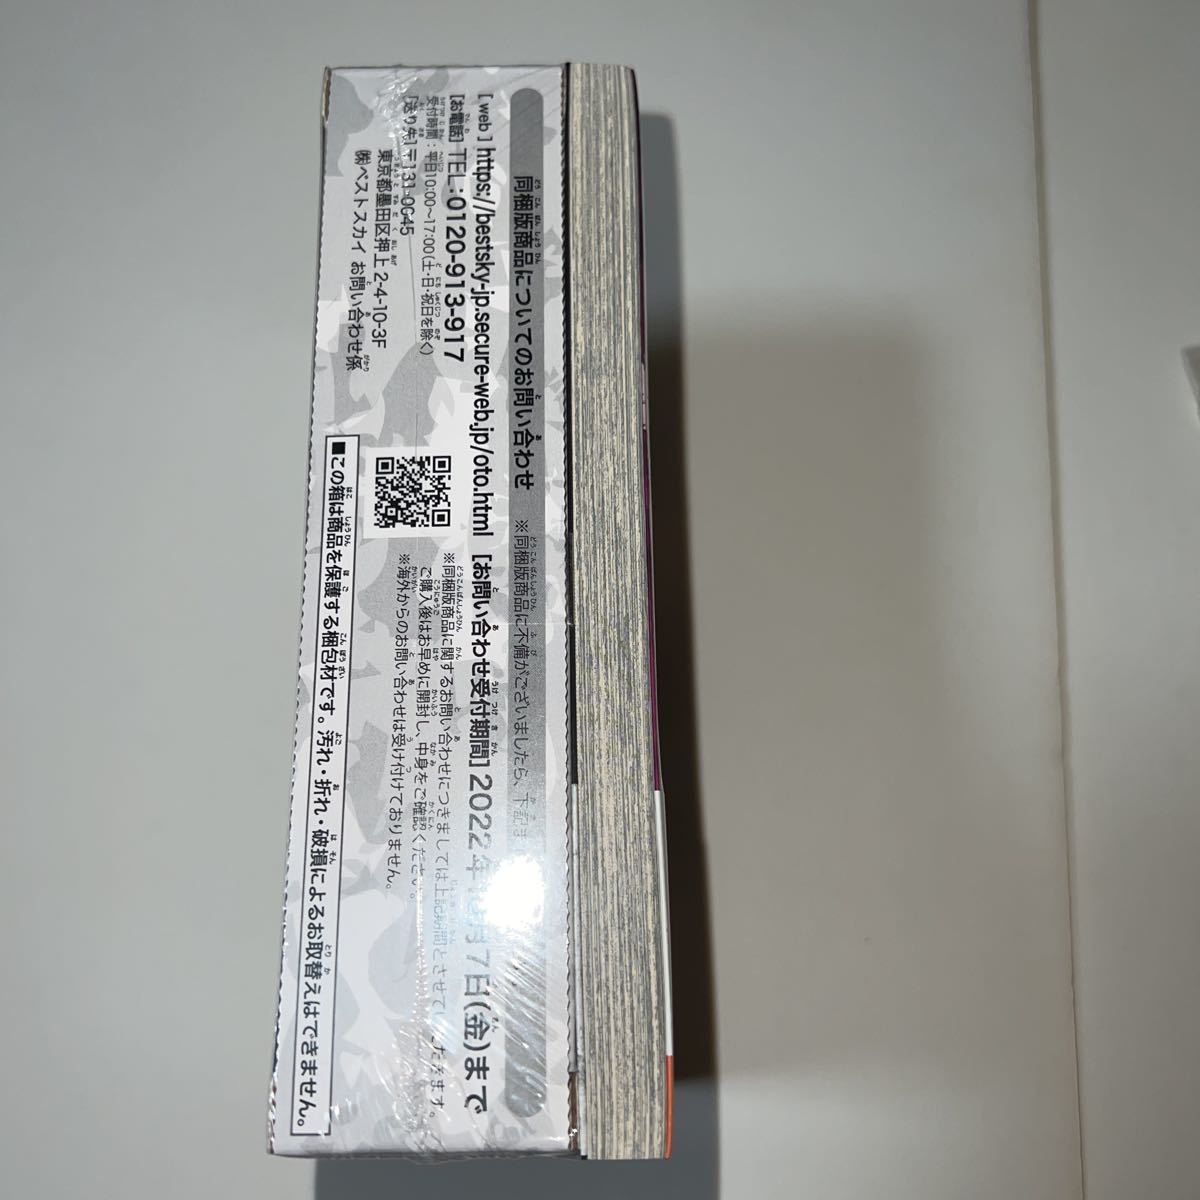 同梱版商品についてのお問い合わせ ※同梱版商品に不備がございましたら、下記ま
[ web ] https://bestsky-jp.secure-web.jp/oto.html [お問い合わせ受付期間] 2022年10月7日(金)まで
[お電話] TEL:0120-913-917
受付時間:平日10:00〜17:00(土・日・祝日を除く)
[送り先] 〒131-0045
東京都墨田区押上 2-4-10-3F
㈱ベストスカイ お問い合わせ係
※同梱版商品に関するお問い合わせにつきましては上記期間とさせていただきます。
ご購入後はお早めに開封し、中身をご確認ください。
※海外からのお問い合わせは受け付けておりません。
■この箱は商品を保護する梱包材です。汚れ・折れ・破損によるお取替えはできません。